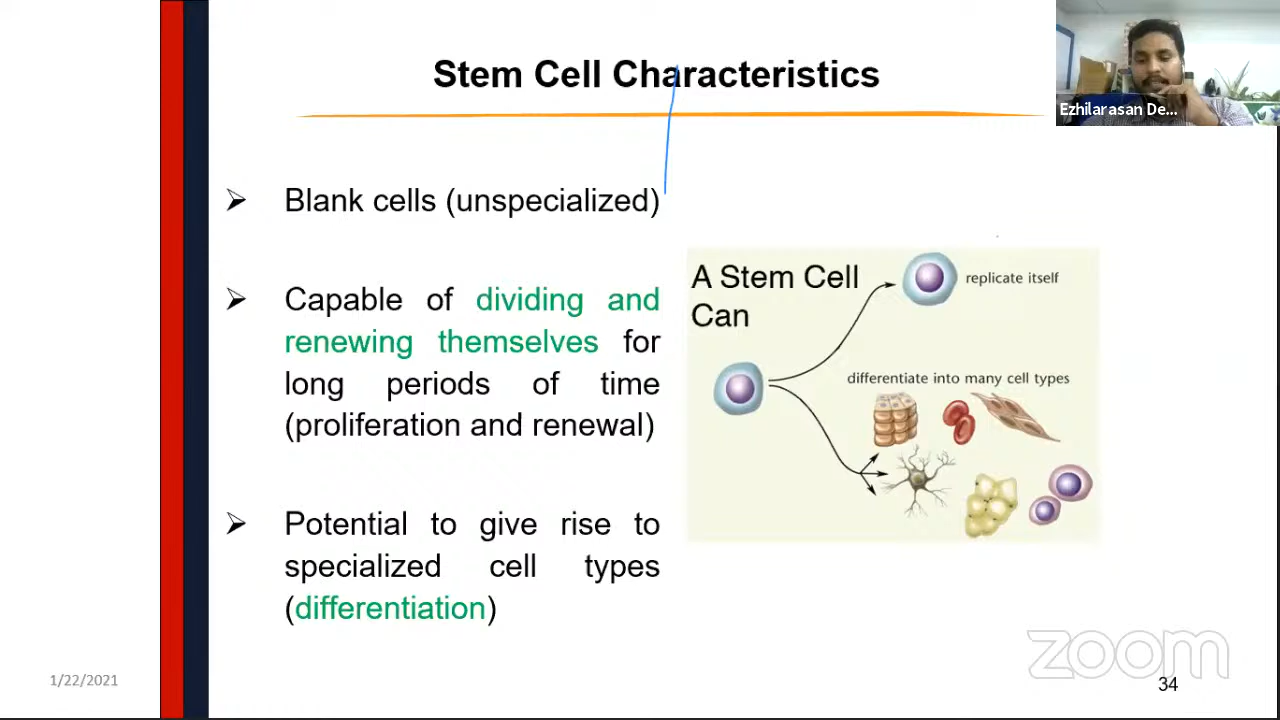 Stem Cell Characteristics
Ezhilarasan De...
➢ Blank cells (unspecialized)
➢ Capable of dividing and
renewing themselves for
long periods of time
(proliferation and renewal)
➢ Potential to give rise to
specialized cell types
(differentiation)
A Stem Cell
Can
replicate itself
differentiate into many cell types
zoom
1/22/2021
34